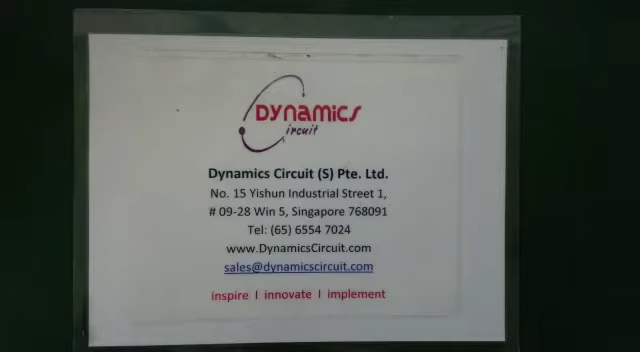 Dynamics
Circuit
Dynamics Circuit (S) Pte. Ltd.
No. 15 Yishun Industrial Street 1,
# 09-28 Win 5, Singapore 768091
Tel: (65) 6554 7024
www.DynamicsCircuit.com
sales@dynamicscircuit.com
inspire I innovate I implement